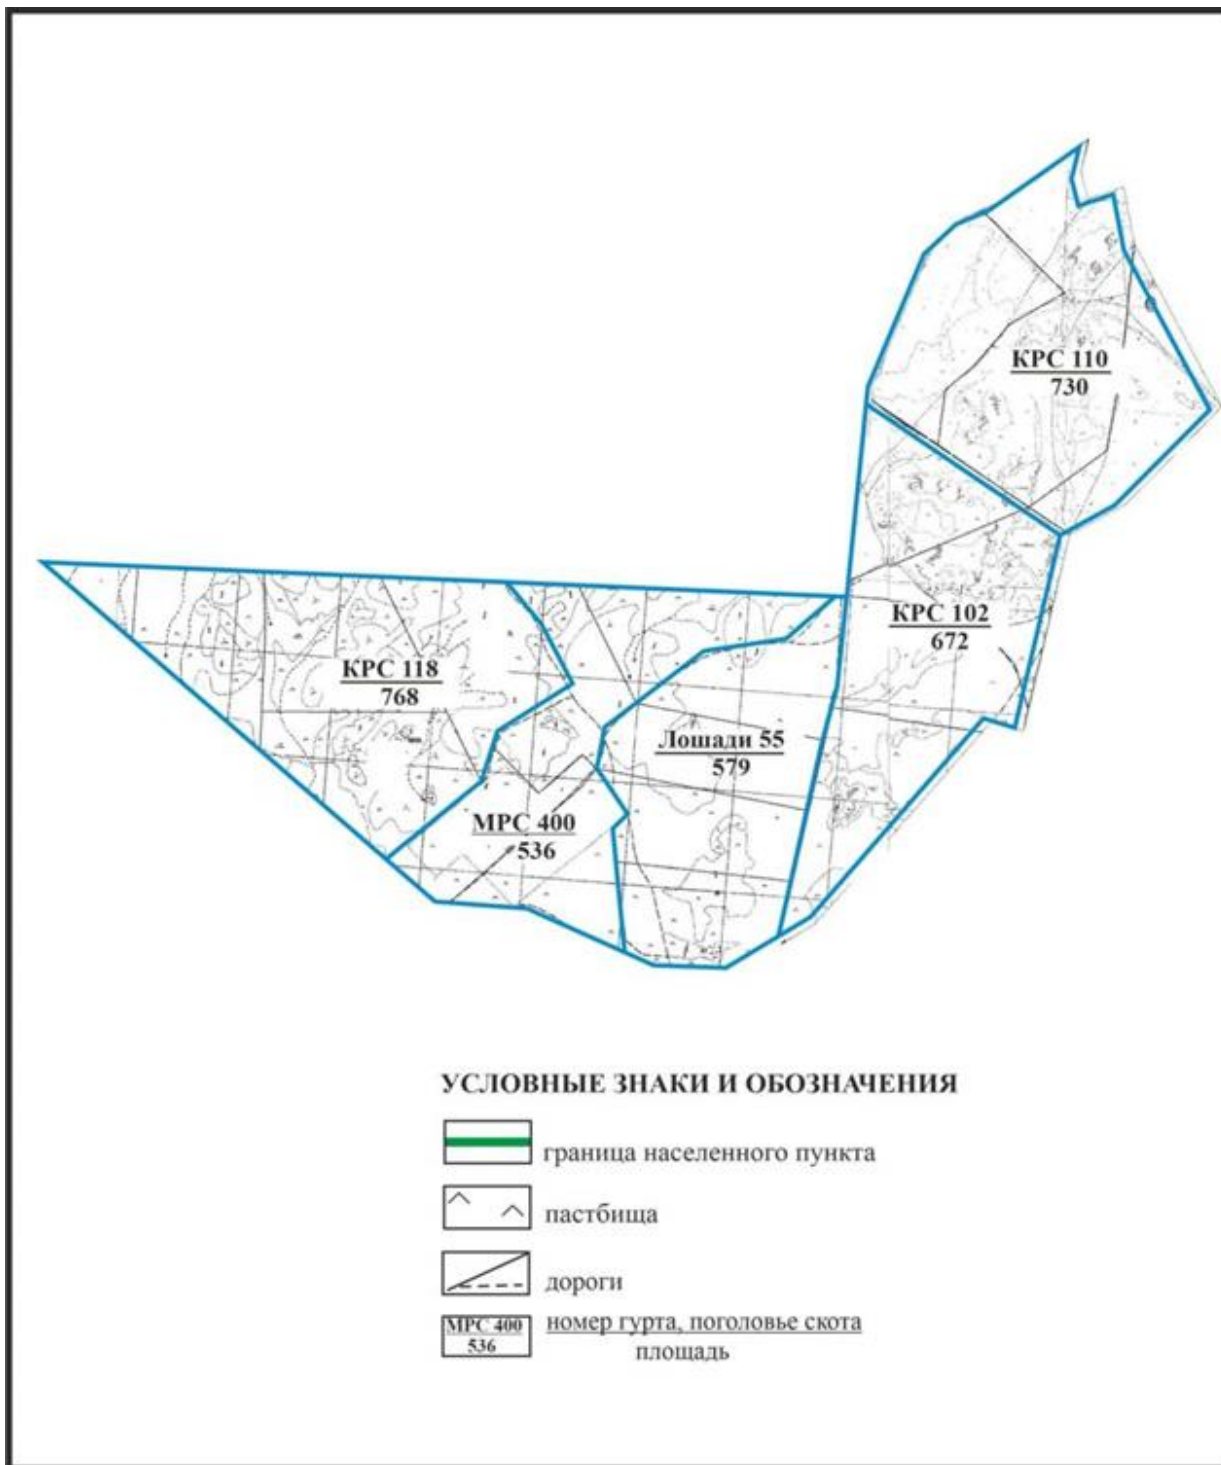 КРС 110
730
КРС 102
672
КРС 118
768
Лошади 55
579
МРС 400
536
УСЛОВНЫЕ ЗНАКИ И ОБОЗНАЧЕНИЯ
граница населенного пункта
пастбища
дороги
МРС 400
536
номер гурта, поголовье скота
площадь